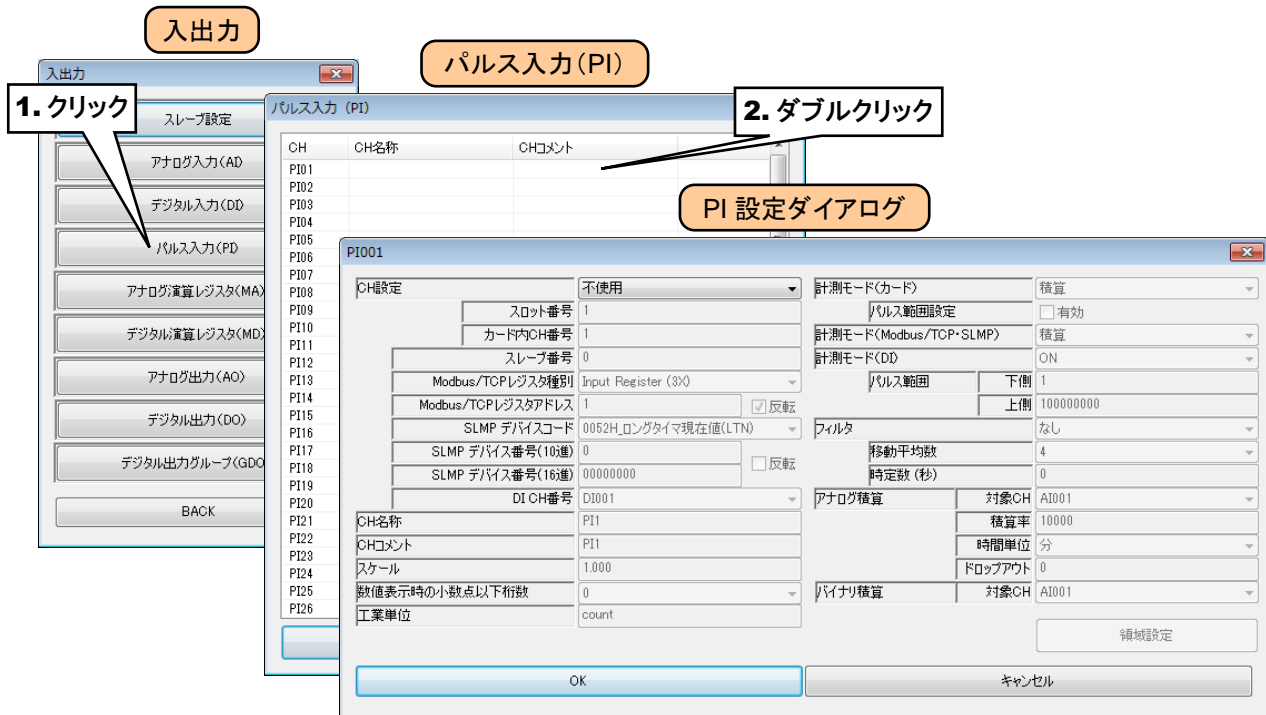 入出力
入出力
1. クリック
スレーブ設定
アナログ入力(AI)
デジタル入力(DI)
パルス入力(PI)
アナログ演算レジスタ(MA)
デジタル演算レジスタ(MD)
アナログ出力(AO)
デジタル出力(DO)
デジタル出力グループ(GDO
BACK
パルス入力(PI)
パルス入力 (PI)
2. ダブルクリック
CH CH名称 CHコメント
PI01
PI02
PI03
PI04
PI05
PI06
PI07
PI08
PI09
PI10
PI11
PI12
PI13
PI14
PI15
PI16
PI17
PI18
PI19
PI20
PI21
PI22
PI23
PI24
PI25
PI26
PI 設定ダイアログ
PI001
CH設定 不使用
スロット番号 1
カード内CH番号 1
スレーブ番号 0
Modbus/TCPレジスタ種別 Input Register (3X)
Modbus/TCPレジスタアドレス 1 反転
SLMP デバイスコード 0052H_ロングタイマ現在値(LTN)
SLMP デバイス番号(10進) 0
反転
SLMP デバイス番号(16進) 00000000
DI CH番号 DI001
CH名称 PI1
CHコメント PI1
スケール 1.000
数値表示時の小数点以下桁数 0
工業単位 count
計測モード(カード) 積算
パルス範囲設定 有効
計測モード(Modbus/TCP・SLMP) 積算
計測モード(DI) ON
パルス範囲 下側 1
上側 100000000
フィルタ なし
移動平均数 4
時定数 (秒) 0
アナログ積算 対象CH AI001
積算率 10000
時間単位 分
ドロップアウト 0
バイナリ積算 対象CH AI001
領域設定
OK
キャンセル